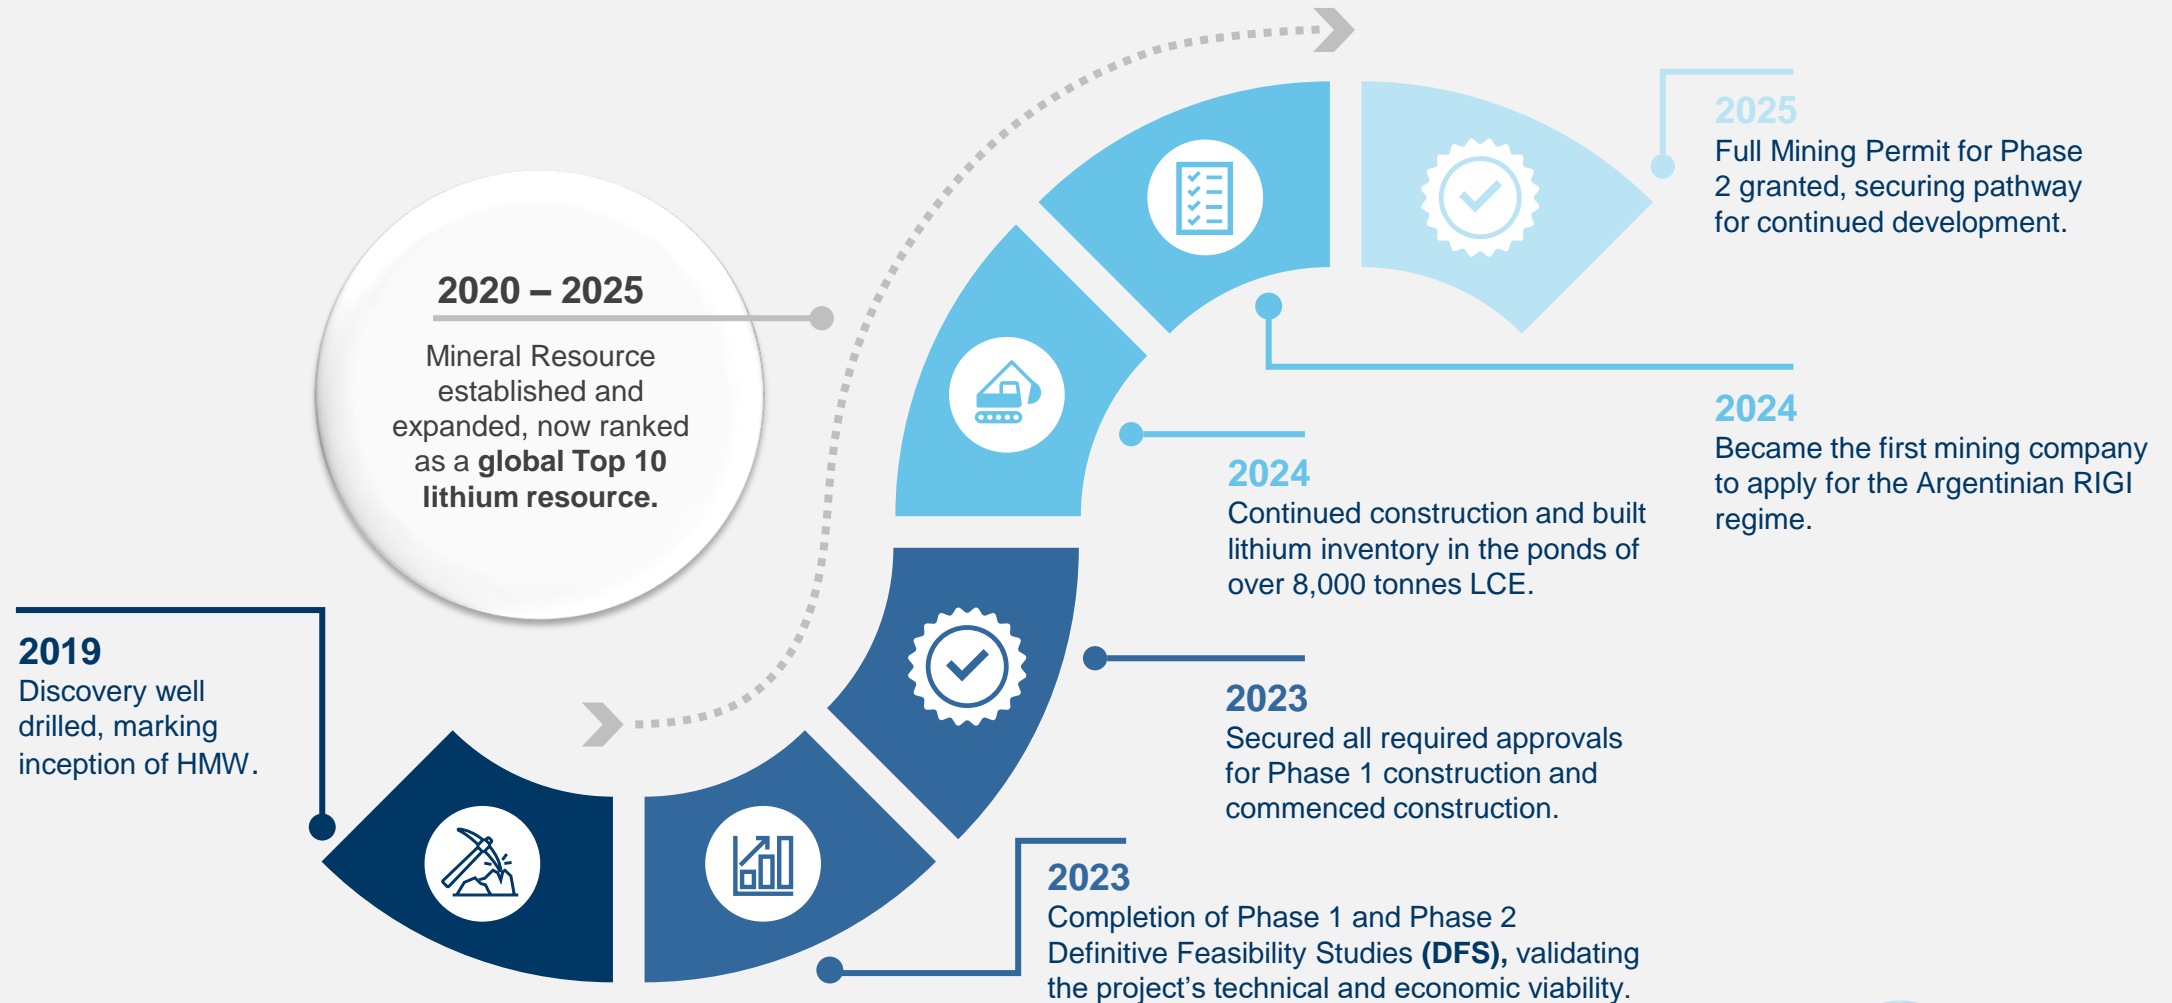 2025
Full Mining Permit for Phase
2 granted, securing pathway
for continued development.
2020 – 2025
Mineral Resource
established and
expanded, now ranked
as a global Top 10
lithium resource.
2024
Became the first mining company
to apply for the Argentinian RIGI
regime.
2024
Continued construction and built
lithium inventory in the ponds of
over 8,000 tonnes LCE.
2019
Discovery well
drilled, marking
inception of HMW.
2023
Secured all required approvals
for Phase 1 construction and
commenced construction.
2023
Completion of Phase 1 and Phase 2
Definitive Feasibility Studies (DFS), validating
the project's technical and economic viability.